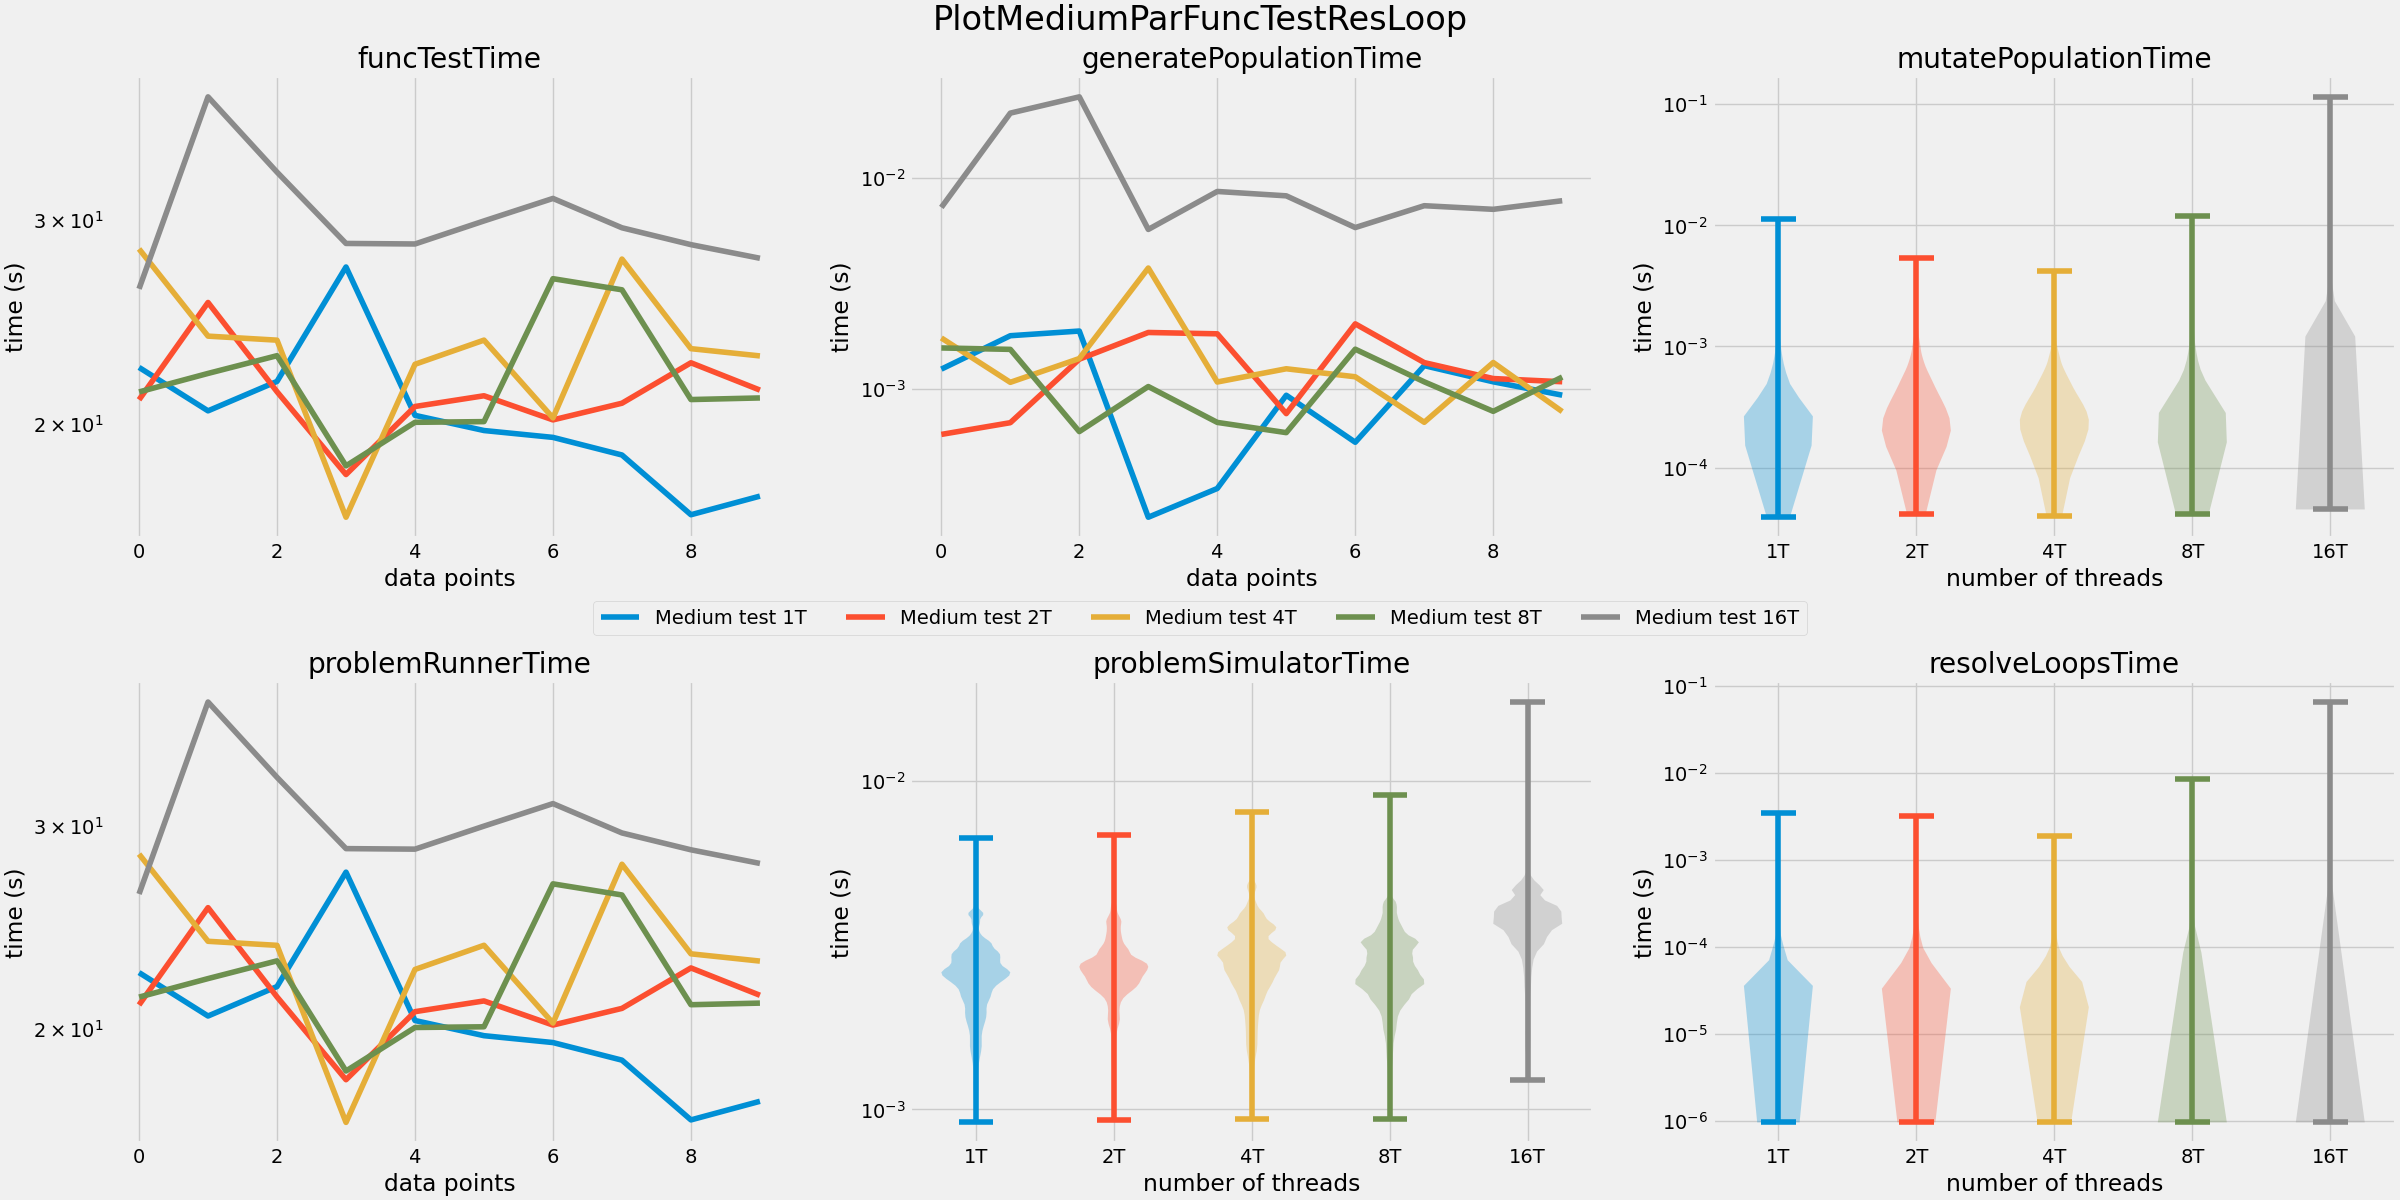 PlotMediumParFuncTestResLoop
funcTestTime
time (s)
3 × 10¹
2 × 10¹
0 2 4 6 8
data points
generatePopulationTime
time (s)
10⁻²
10⁻³
0 2 4 6 8
data points
mutatePopulationTime
time (s)
10⁻¹
10⁻²
10⁻³
10⁻⁴
1T 2T 4T 8T 16T
number of threads
Medium test 1T Medium test 2T Medium test 4T Medium test 8T Medium test 16T
problemRunnerTime
time (s)
3 × 10¹
2 × 10¹
0 2 4 6 8
data points
problemSimulatorTime
time (s)
10⁻²
10⁻³
1T 2T 4T 8T 16T
number of threads
resolveLoopsTime
time (s)
10⁻¹
10⁻²
10⁻³
10⁻⁴
10⁻⁵
10⁻⁶
1T 2T 4T 8T 16T
number of threads